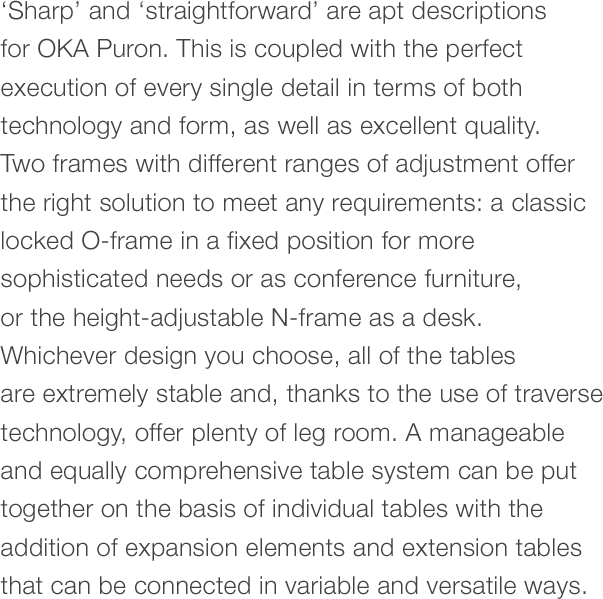 ‘Sharp’ and ‘straightforward’ are apt descriptions
for OKA Puron. This is coupled with the perfect
execution of every single detail in terms of both
technology and form, as well as excellent quality.
Two frames with different ranges of adjustment offer
the right solution to meet any requirements: a classic
locked O-frame in a fixed position for more
sophisticated needs or as conference furniture,
or the height-adjustable N-frame as a desk.
Whichever design you choose, all of the tables
are extremely stable and, thanks to the use of traverse
technology, offer plenty of leg room. A manageable
and equally comprehensive table system can be put
together on the basis of individual tables with the
addition of expansion elements and extension tables
that can be connected in variable and versatile ways.